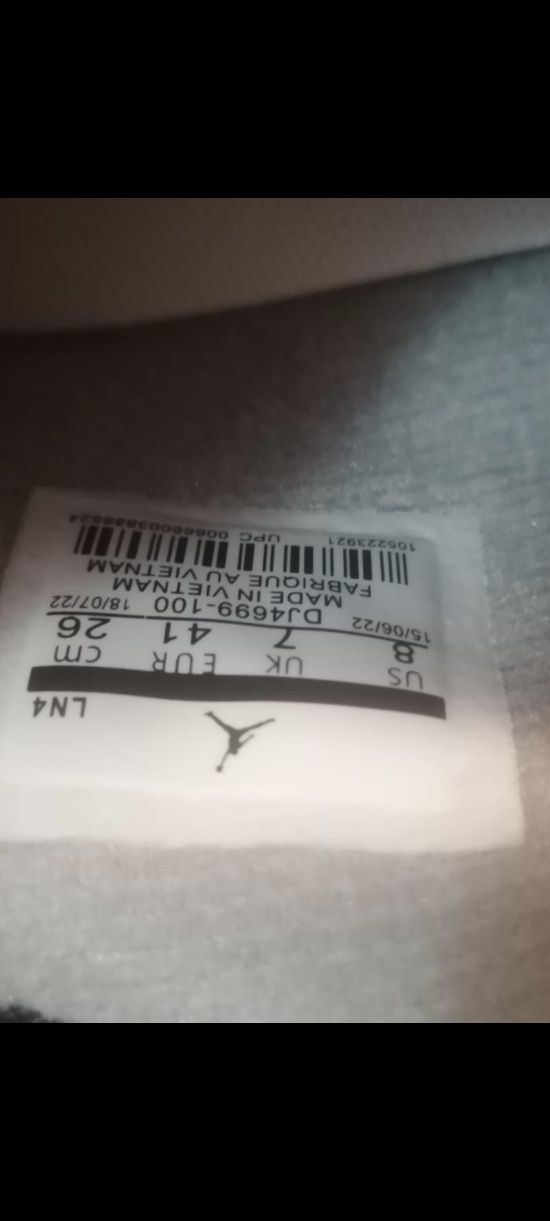 LN4
US UK EUR cm
8 7 41 26
15/06/22 DJ4699-100 18/07/22
MADE IN VIETNAM
FABRIQUE AU VIETNAM
105223921 UPC